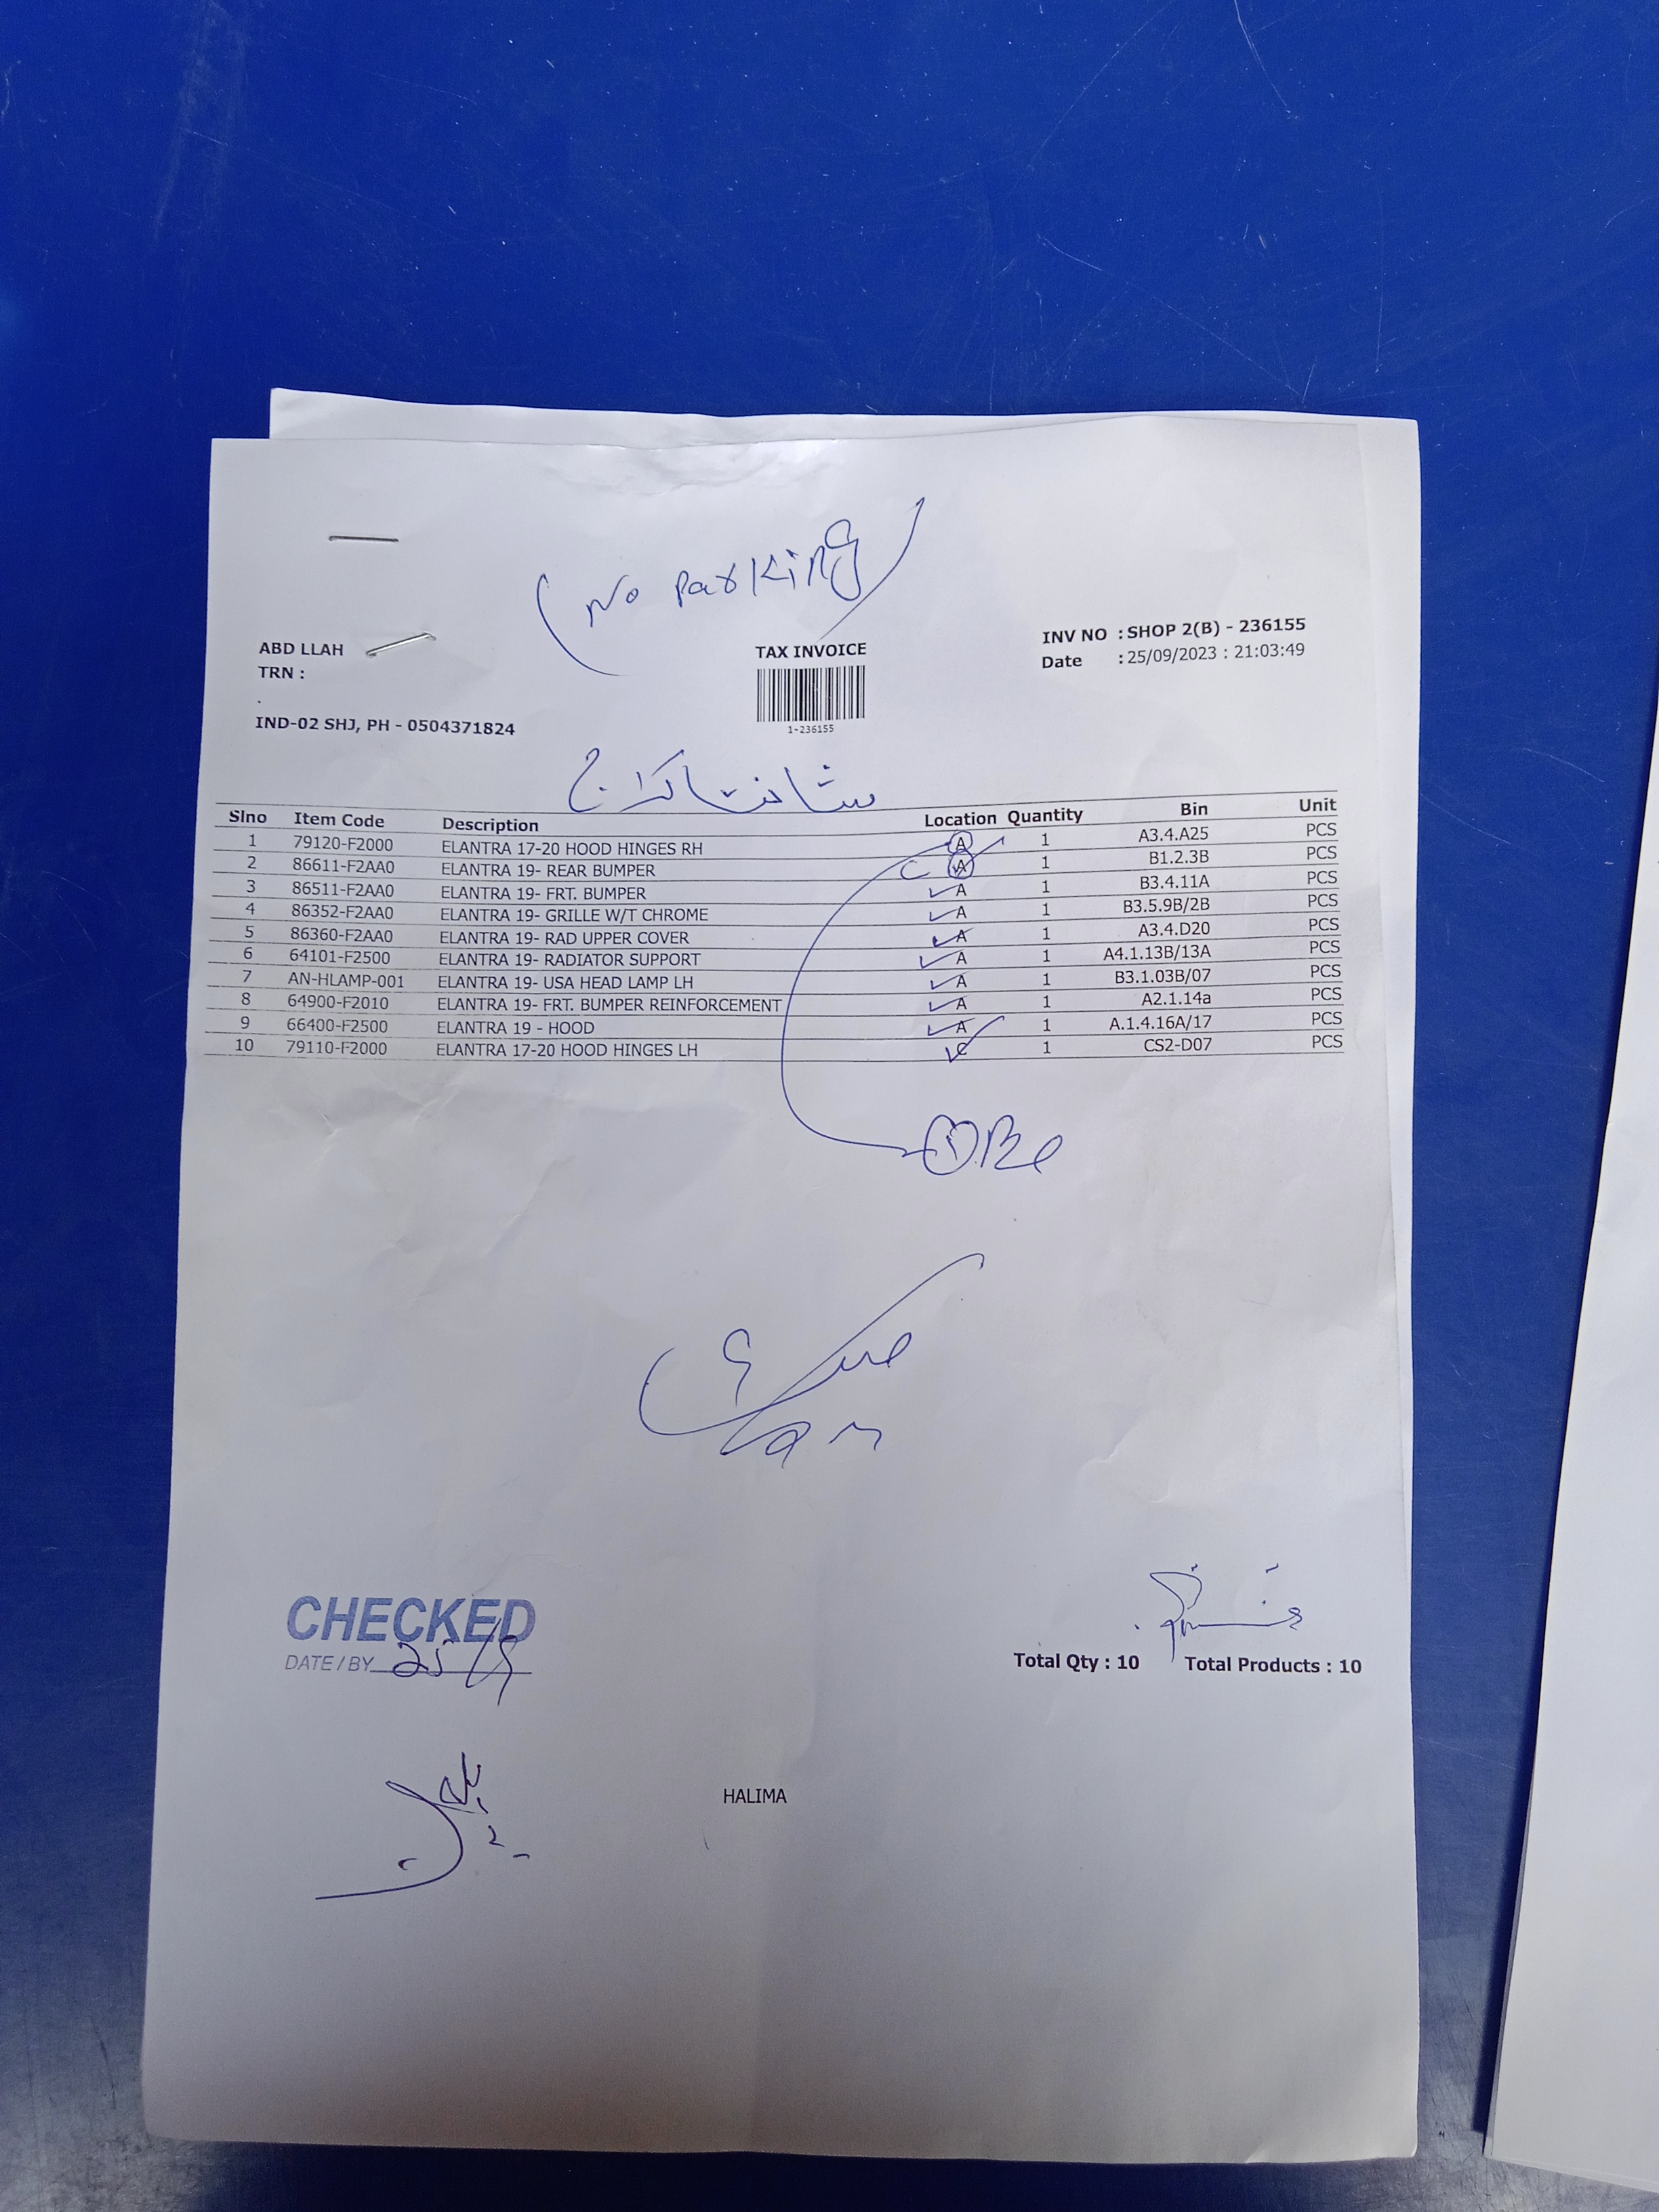 (No parking)
ABD LLAH
TAX INVOICE
INV NO : SHOP 2(B) - 236155
TRN :
Date : 25/09/2023 : 21:03:49
.
IND-02 SHJ, PH - 0504371824
1-236155
Slno Item Code Description Location Quantity Bin Unit
1 79120-F2000 ELANTRA 17-20 HOOD HINGES RH A 1 A3.4.A25 PCS
2 86611-F2AA0 ELANTRA 19- REAR BUMPER A 1 B1.2.3B PCS
3 86511-F2AA0 ELANTRA 19- FRT. BUMPER A 1 B3.4.11A PCS
4 86352-F2AA0 ELANTRA 19- GRILLE W/T CHROME A 1 B3.5.9B/2B PCS
5 86360-F2AA0 ELANTRA 19- RAD UPPER COVER A 1 A3.4.D20 PCS
6 64101-F2500 ELANTRA 19- RADIATOR SUPPORT A 1 A4.1.13B/13A PCS
7 AN-HLAMP-001 ELANTRA 19- USA HEAD LAMP LH A 1 B3.1.03B/07 PCS
8 64900-F2010 ELANTRA 19- FRT. BUMPER REINFORCEMENT A 1 A2.1.14a PCS
9 66400-F2500 ELANTRA 19 - HOOD A 1 A.1.4.16A/17 PCS
10 79110-F2000 ELANTRA 17-20 HOOD HINGES LH C 1 CS2-D07 PCS
CHECKED
DATE / BY 25/9
Total Qty : 10 Total Products : 10
HALIMA